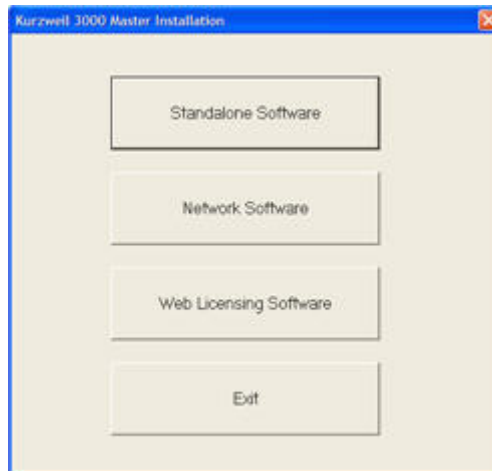 Kurzweil 3000 Master Installation
Standalone Software
Network Software
Web Licensing Software
Exit